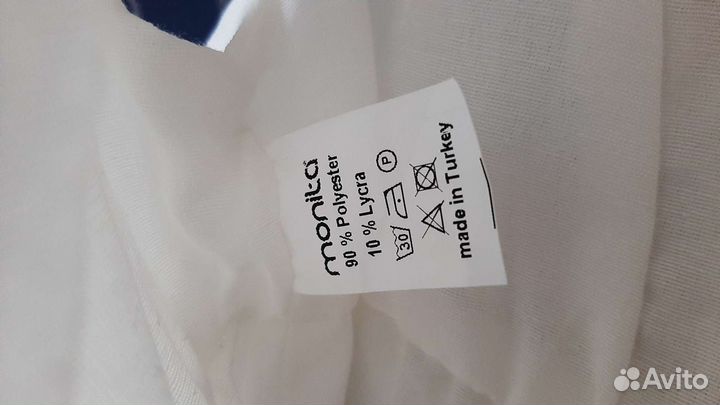 monita
90 % Polyester
10 % Lycra
30 P
made in Turkey
Avito